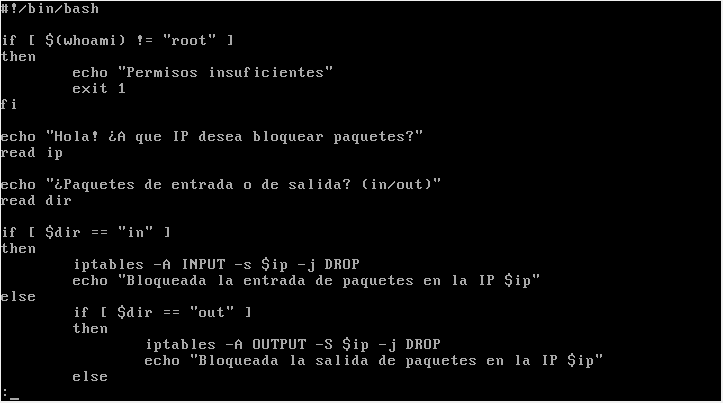 #!/bin/bash
if [ $(whoami) != "root" ]
then
echo "Permisos insuficientes"
exit 1
fi
echo "Hola! ¿A que IP desea bloquear paquetes?"
read ip
echo "¿Paquetes de entrada o de salida? (in/out)"
read dir
if [ $dir == "in" ]
then
iptables -A INPUT -s $ip -j DROP
echo "Bloqueada la entrada de paquetes en la IP $ip"
else
if [ $dir == "out" ]
then
iptables -A OUTPUT -S $ip -j DROP
echo "Bloqueada la salida de paquetes en la IP $ip"
else
:_